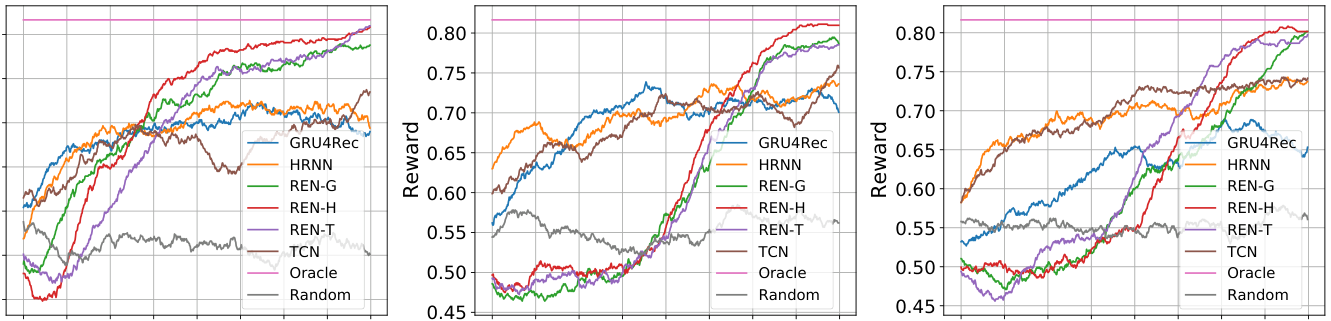 GRU4Rec
HRNN
REN-G
REN-H
REN-T
TCN
Oracle
Random
Reward
0.80
0.75
0.70
0.65
0.60
0.55
0.50
0.45
GRU4Rec
HRNN
REN-G
REN-H
REN-T
TCN
Oracle
Random
Reward
0.80
0.75
0.70
0.65
0.60
0.55
0.50
0.45
GRU4Rec
HRNN
REN-G
REN-H
REN-T
TCN
Oracle
Random